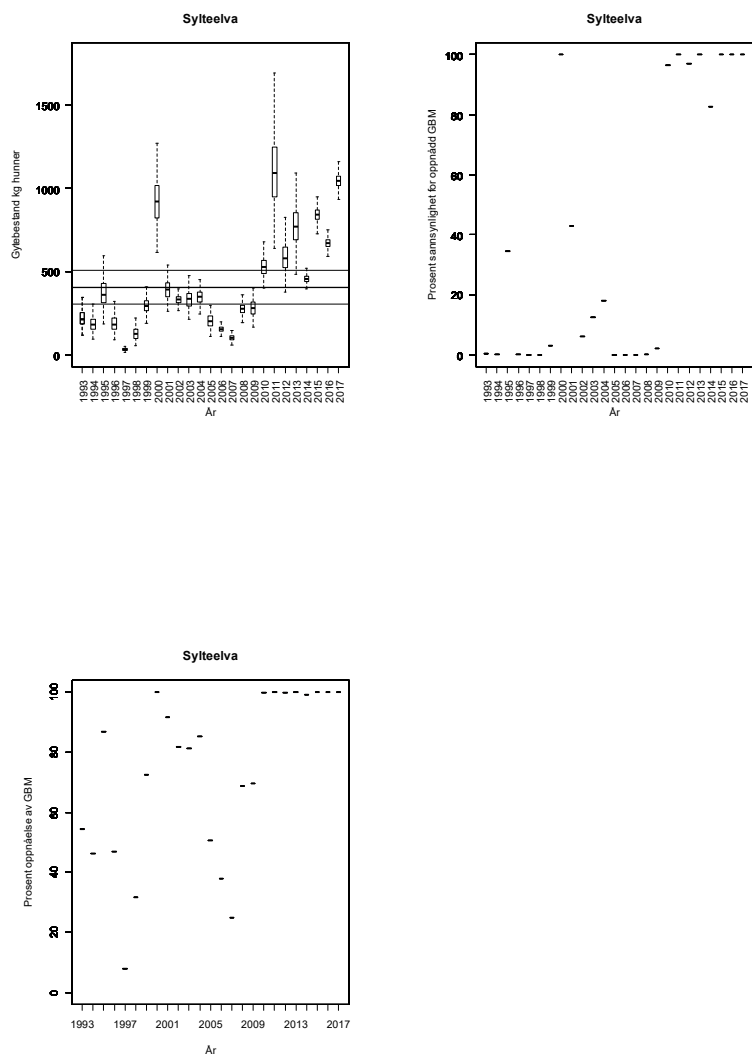 Sylteelva
Gytebestand kg hunner
1500
1000
500
0
1993 1994 1995 1996 1997 1998 1999 2000 2001 2002 2003 2004 2005 2006 2007 2008 2009 2010 2011 2012 2013 2014 2015 2016 2017
År
Sylteelva
Prosent sannsynlighet for oppnådd GBM
100
80
60
40
20
0
1993 1994 1995 1996 1997 1998 1999 2000 2001 2002 2003 2004 2005 2006 2007 2008 2009 2010 2011 2012 2013 2014 2015 2016 2017
År
Sylteelva
Prosent oppnåelse av GBM
100
80
60
40
20
0
1993 1997 2001 2005 2009 2013 2017
År